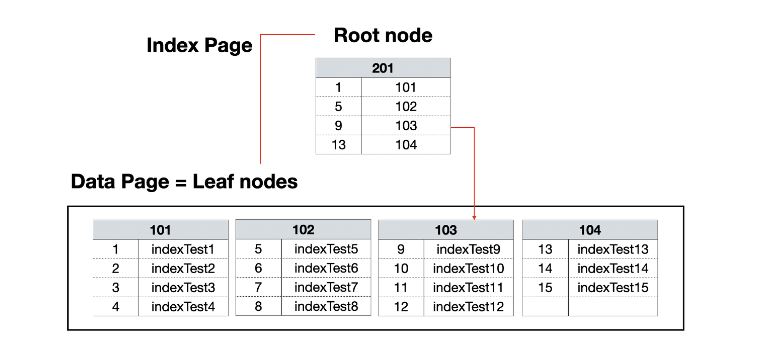 Index Page
Root node
201
1 101
5 102
9 103
13 104
Data Page = Leaf nodes
101
1 indexTest1
2 indexTest2
3 indexTest3
4 indexTest4
102
5 indexTest5
6 indexTest6
7 indexTest7
8 indexTest8
103
9 indexTest9
10 indexTest10
11 indexTest11
12 indexTest12
104
13 indexTest13
14 indexTest14
15 indexTest15